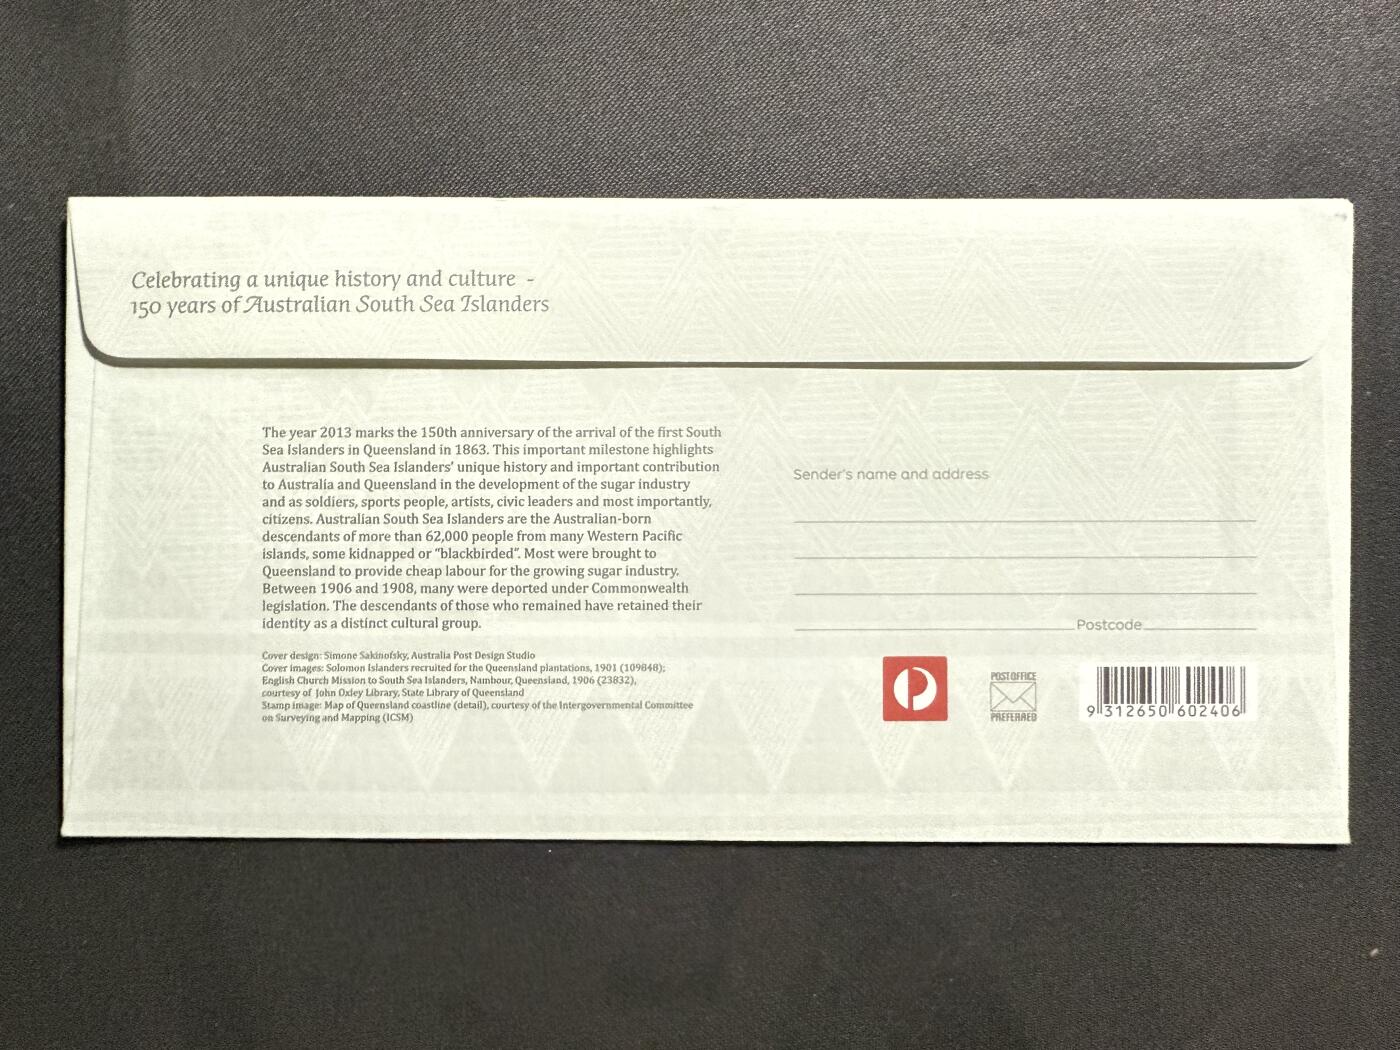 Celebrating a unique history and culture -
150 years of Australian South Sea Islanders
The year 2013 marks the 150th anniversary of the arrival of the first South
Sea Islanders in Queensland in 1863. This important milestone highlights
Australian South Sea Islanders' unique history and important contribution
to Australia and Queensland in the development of the sugar industry
and as soldiers, sports people, artists, civic leaders and most importantly,
citizens. Australian South Sea Islanders are the Australian-born
descendants of more than 62,000 people from many Western Pacific
islands, some kidnapped or "blackbirded". Most were brought to
Queensland to provide cheap labour for the growing sugar industry.
Between 1906 and 1908, many were deported under Commonwealth
legislation. The descendants of those who remained have retained their
identity as a distinct cultural group.
Cover design: Simone Sakinofsky, Australia Post Design Studio
Cover images: Solomon Islanders recruited for the Queensland plantations, 1901 (109848);
English Church Mission to South Sea Islanders, Nambour, Queensland, 1906 (23832),
courtesy of John Oxley Library, State Library of Queensland
Stamp image: Map of Queensland coastline (detail), courtesy of the Intergovernmental Committee
on Surveying and Mapping (ICSM)
Sender's name and address
Postcode
POST OFFICE
PREFERRED
9 312650 602406